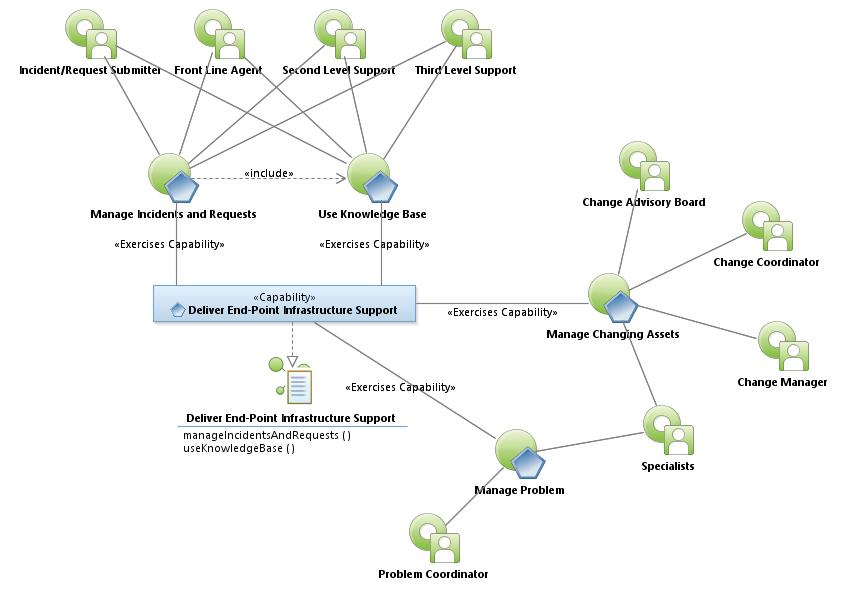 Incident/Request Submitter
Front Line Agent
Second Level Support
Third Level Support
«include»
Manage Incidents and Requests
Use Knowledge Base
Change Advisory Board
«Exercises Capability»
«Exercises Capability»
Change Coordinator
«Capability»
Deliver End-Point Infrastructure Support
«Exercises Capability»
Manage Changing Assets
Change Manager
«Exercises Capability»
Deliver End-Point Infrastructure Support
manageIncidentsAndRequests ( )
useKnowledgeBase ( )
Specialists
Manage Problem
Problem Coordinator